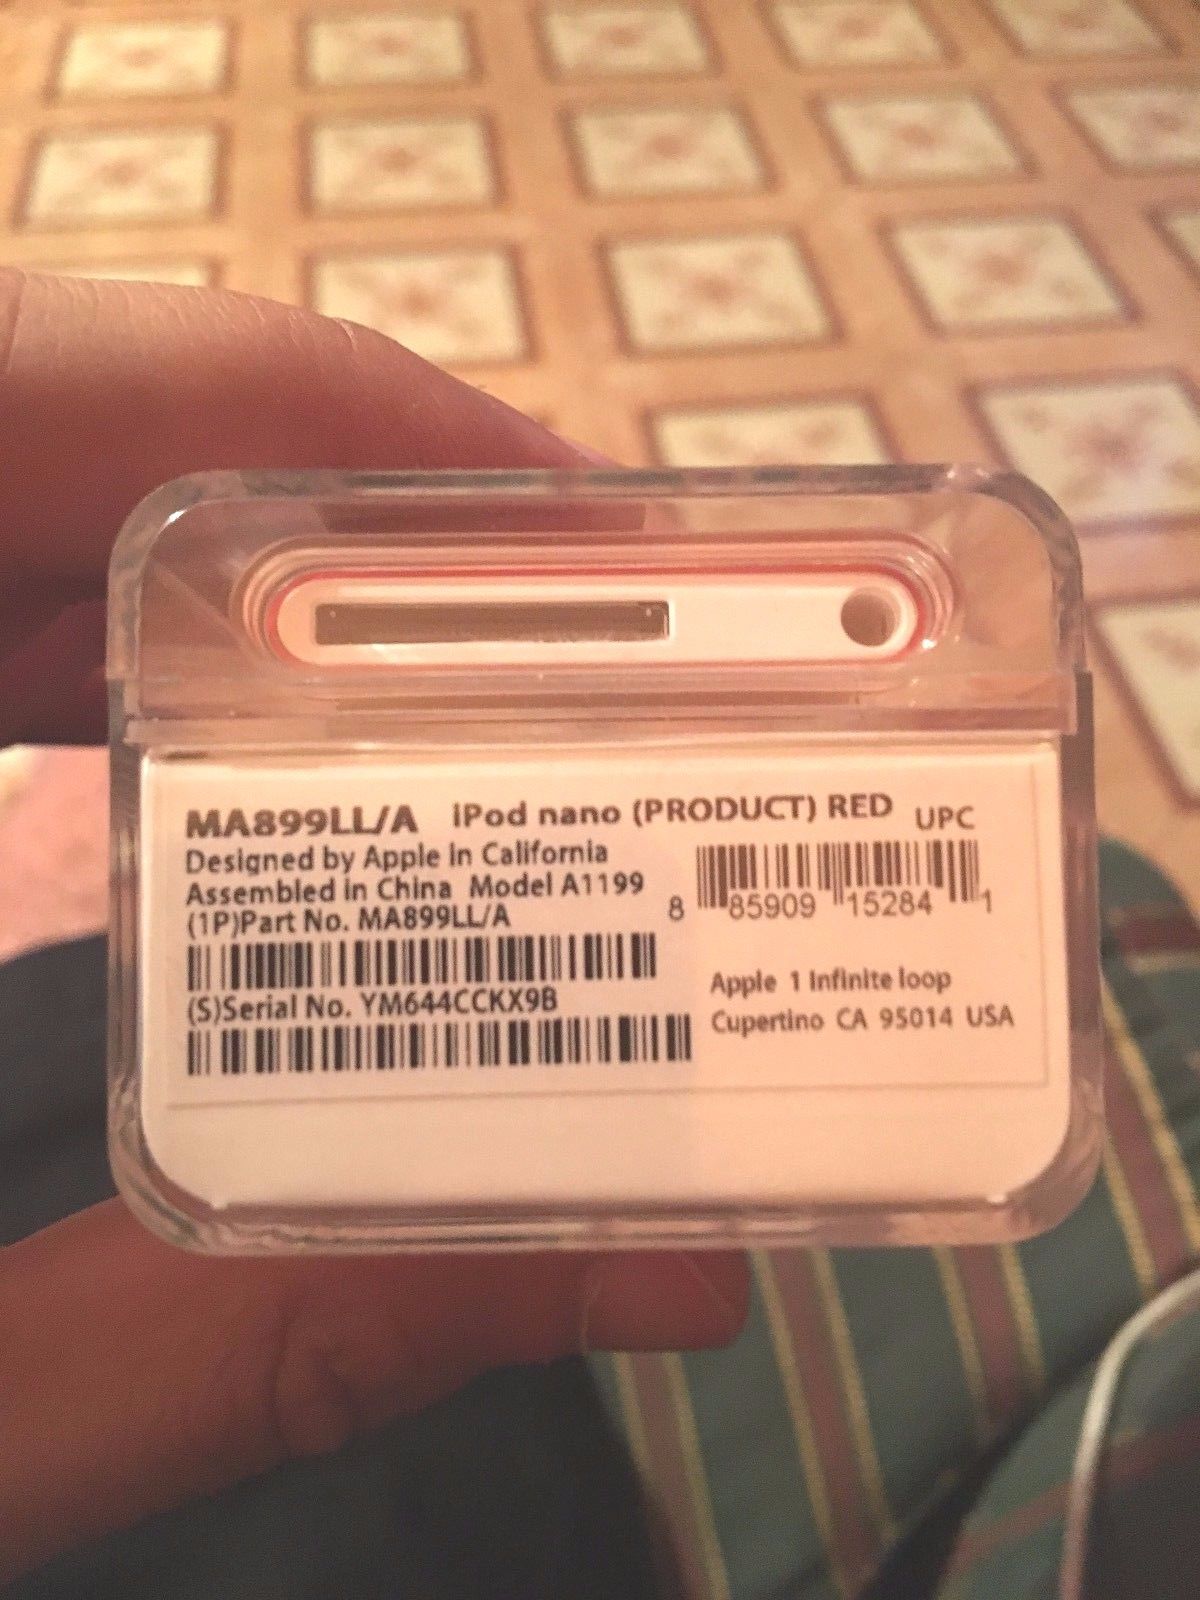 MA899LL/A iPod nano (PRODUCT) RED UPC
Designed by Apple in California
Assembled in China Model A1199
(1P)Part No. MA899LL/A
8 85909 15284 1
(S)Serial No. YM644CCKX9B
Apple 1 Infinite loop
Cupertino CA 95014 USA